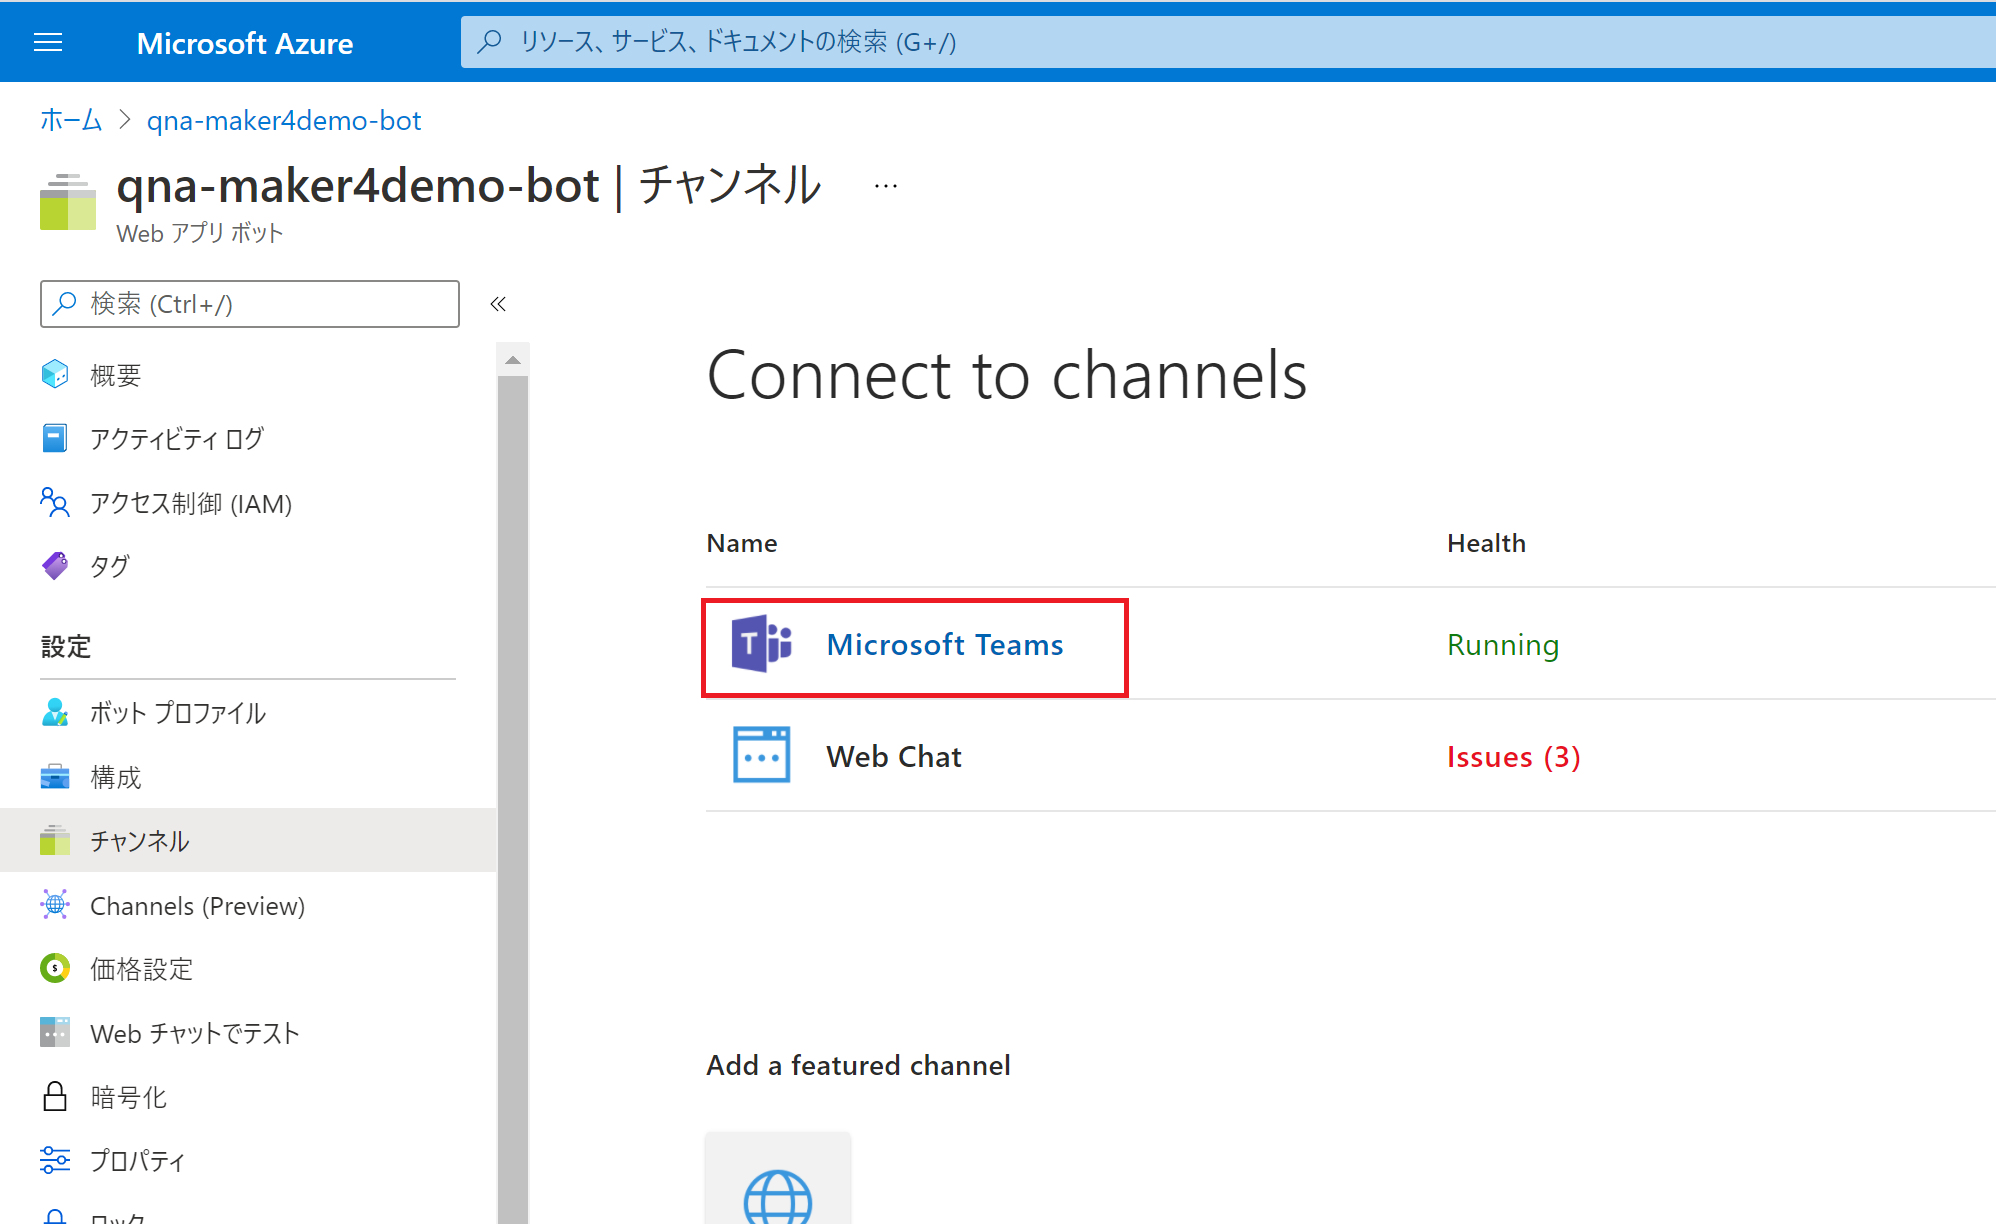 Microsoft Azure
リソース、サービス、ドキュメントの検索 (G+/)
ホーム > qna-maker4demo-bot
qna-maker4demo-bot | チャンネル ...
Web アプリ ボット
検索 (Ctrl+/)
«
概要
アクティビティ ログ
アクセス制御 (IAM)
タグ
設定
ボット プロファイル
構成
チャンネル
Channels (Preview)
価格設定
Web チャットでテスト
暗号化
プロパティ
ロック
Connect to channels
Name Health
T Microsoft Teams Running
Web Chat Issues (3)
Add a featured channel